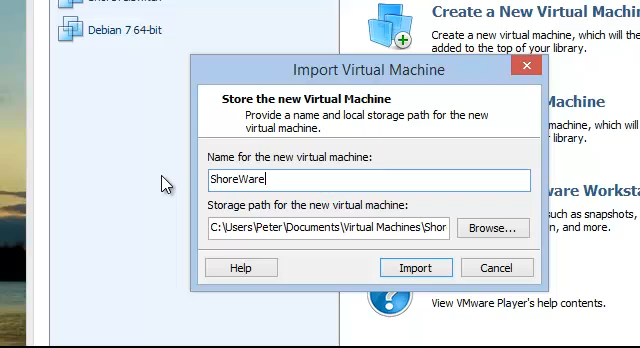 Debian 7 64-bit
Create a New Virtual Machin
Create a new virtual machine, which will the
added to the top of your library.
Import Virtual Machine
Store the new Virtual Machine
Provide a name and local storage path for the new
virtual machine.
Machine
machine, which will
Name for the new virtual machine:
ShoreWare
ware Worksta
Storage path for the new virtual machine:
such as snapshots,
C:\Users\Peter\Documents\Virtual Machines\Shor
Browse...
n, and more.
Help
Import
Cancel
View VMware Player's help contents.